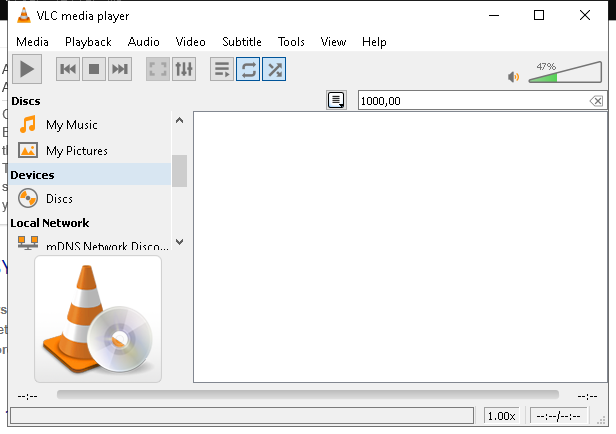 VLC media player
Media Playback Audio Video Subtitle Tools View Help
47%
Discs
1000,00
My Music
My Pictures
Devices
Discs
Local Network
mDNS Network Disco...
--:-- --:--
1.00x --:--/--:--